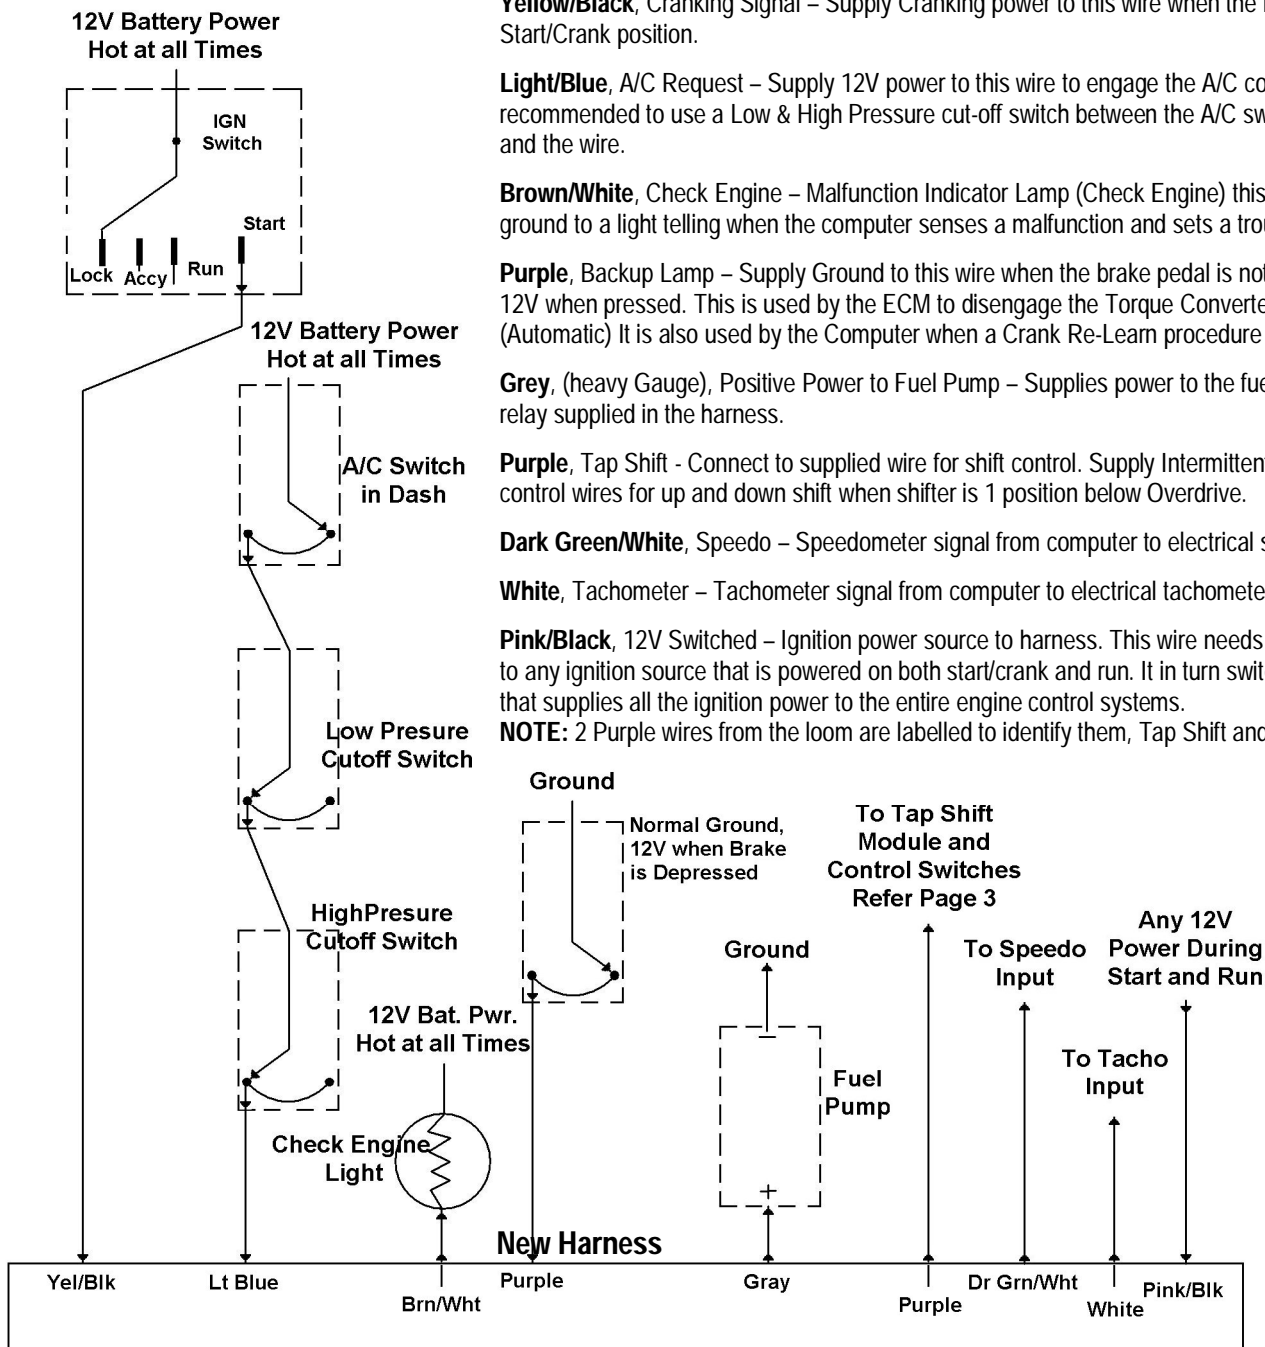 Yellow/Black, Cranking Signal – Supply Cranking power to this wire when the
Start/Crank position.
Light/Blue, A/C Request – Supply 12V power to this wire to engage the A/C co
recommended to use a Low & High Pressure cut-off switch between the A/C sw
and the wire.
Brown/White, Check Engine – Malfunction Indicator Lamp (Check Engine) this
ground to a light telling when the computer senses a malfunction and sets a trou
Purple, Backup Lamp – Supply Ground to this wire when the brake pedal is not
12V when pressed. This is used by the ECM to disengage the Torque Converte
(Automatic) It is also used by the Computer when a Crank Re-Learn procedure
Grey, (heavy Gauge), Positive Power to Fuel Pump – Supplies power to the fue
relay supplied in the harness.
Purple, Tap Shift - Connect to supplied wire for shift control. Supply Intermitten
control wires for up and down shift when shifter is 1 position below Overdrive.
Dark Green/White, Speedo – Speedometer signal from computer to electrical s
White, Tachometer – Tachometer signal from computer to electrical tachomete
Pink/Black, 12V Switched – Ignition power source to harness. This wire needs
to any ignition source that is powered on both start/crank and run. It in turn switc
that supplies all the ignition power to the entire engine control systems.
NOTE: 2 Purple wires from the loom are labelled to identify them, Tap Shift and
12V Battery Power
Hot at all Times
IGN
Switch
Start
Lock
Accy
Run
12V Battery Power
Hot at all Times
A/C Switch
in Dash
Low Presure
Cutoff Switch
HighPresure
Cutoff Switch
12V Bat. Pwr.
Hot at all Times
Check Engine
Light
Ground
Normal Ground,
12V when Brake
is Depressed
Ground
−
Fuel
Pump
+
To Tap Shift
Module and
Control Switches
Refer Page 3
To Speedo
Input
To Tacho
Input
Any 12V
Power During
Start and Run
New Harness
Yel/Blk
Lt Blue
Brn/Wht
Purple
Gray
Purple
Dr Grn/Wht
White
Pink/Blk